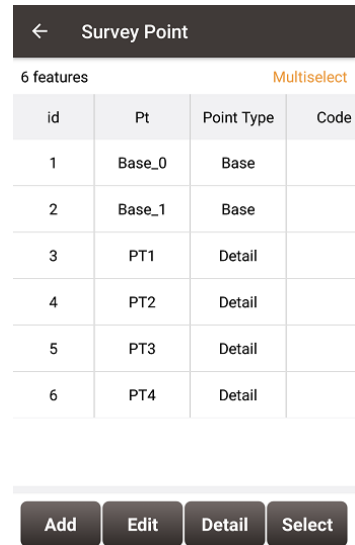 ← Survey Point
6 features Multiselect
id Pt Point Type Code
1 Base_0 Base
2 Base_1 Base
3 PT1 Detail
4 PT2 Detail
5 PT3 Detail
6 PT4 Detail
Add Edit Detail Select